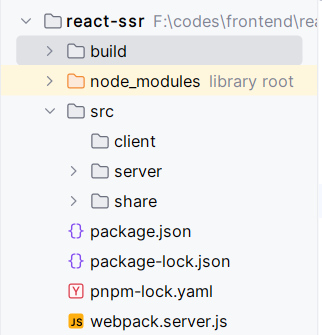 react-ssr F:\codes\frontend\rea
build
node_modules library root
src
client
server
share
package.json
package-lock.json
pnpm-lock.yaml
JS webpack.server.js